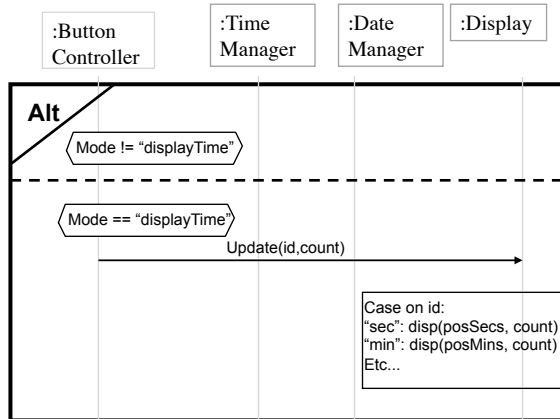 :Button
Controller
:Time
Manager
:Date
Manager
:Display
Alt
Mode != “displayTime”
Mode == “displayTime”
Update(id,count)
Case on id:
“sec”: disp(posSecs, count)
“min”: disp(posMins, count)
Etc...